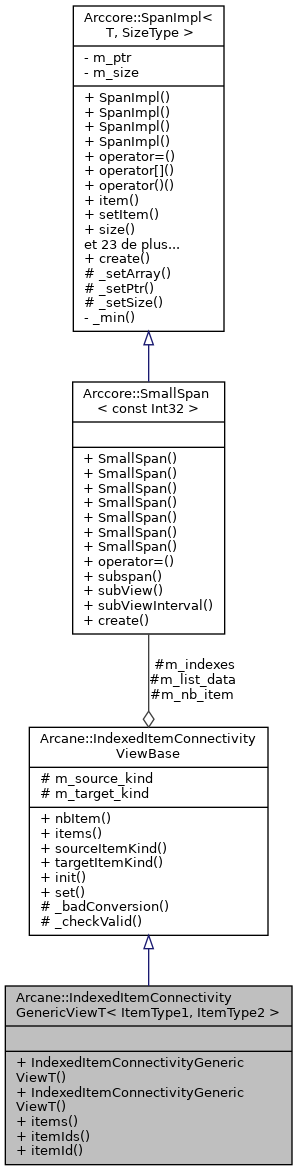 Arccore::SpanImpl<
T, SizeType >
- m_ptr
- m_size
+ SpanImpl()
+ SpanImpl()
+ SpanImpl()
+ SpanImpl()
+ operator=()
+ operator[]()
+ operator()()
+ item()
+ setItem()
+ size()
et 23 de plus...
+ create()
# _setArray()
# _setPtr()
# _setSize()
- _min()
Arccore::SmallSpan
< const Int32 >
+ SmallSpan()
+ SmallSpan()
+ SmallSpan()
+ SmallSpan()
+ SmallSpan()
+ SmallSpan()
+ SmallSpan()
+ operator=()
+ subspan()
+ subView()
+ subViewInterval()
+ create()
#m_indexes
#m_list_data
#m_nb_item
Arcane::IndexedItemConnectivity
ViewBase
# m_source_kind
# m_target_kind
+ nbItem()
+ items()
+ sourceItemKind()
+ targetItemKind()
+ init()
+ set()
# _badConversion()
# _checkValid()
Arcane::IndexedItemConnectivity
GenericViewT< ItemType1, ItemType2 >
+ IndexedItemConnectivityGeneric
ViewT()
+ IndexedItemConnectivityGeneric
ViewT()
+ items()
+ itemIds()
+ itemId()